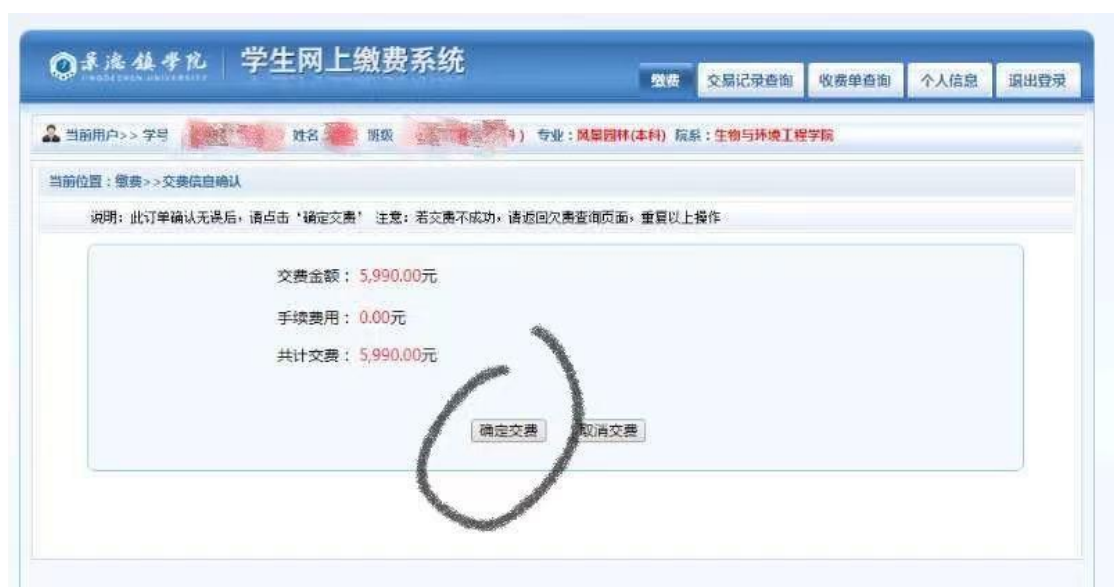 景德镇学院 学生网上缴费系统
JINGDEZHEN UNIVERSITY
缴费 交易记录查询 收费单查询 个人信息 退出登录
当前用户>> 学号 姓名 班级 ) 专业：风景园林(本科) 院系：生物与环境工程学院
当前位置：缴费>>交费信息确认
说明：此订单确认无误后，请点击‘确定交费’ 注意：若交费不成功，请返回欠费查询页面，重复以上操作
交费金额： 5,990.00元
手续费用： 0.00元
共计交费： 5,990.00元
确定交费 取消交费